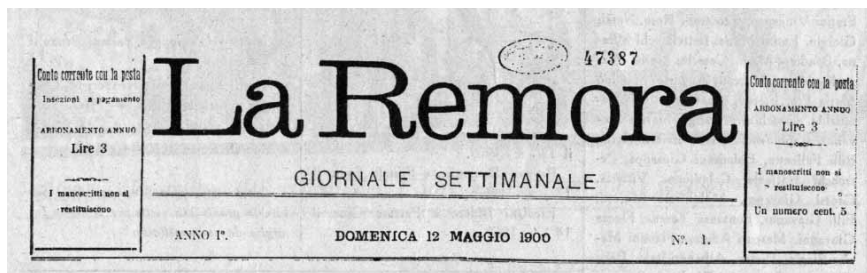 47387
Conto corrente con la posta
Inserzioni a pagamento
ABBONAMENTO ANNUO
Lire 3
I manoscritti non si
restituiscono
La Remora
GIORNALE SETTIMANALE
ANNO 1º.
DOMENICA 12 MAGGIO 1900
Nº. 1.
Conto corrente con la posta
ABBONAMENTO ANNUO
Lire 3
I manoscritti non si
restituiscono
Un numero cent. 5